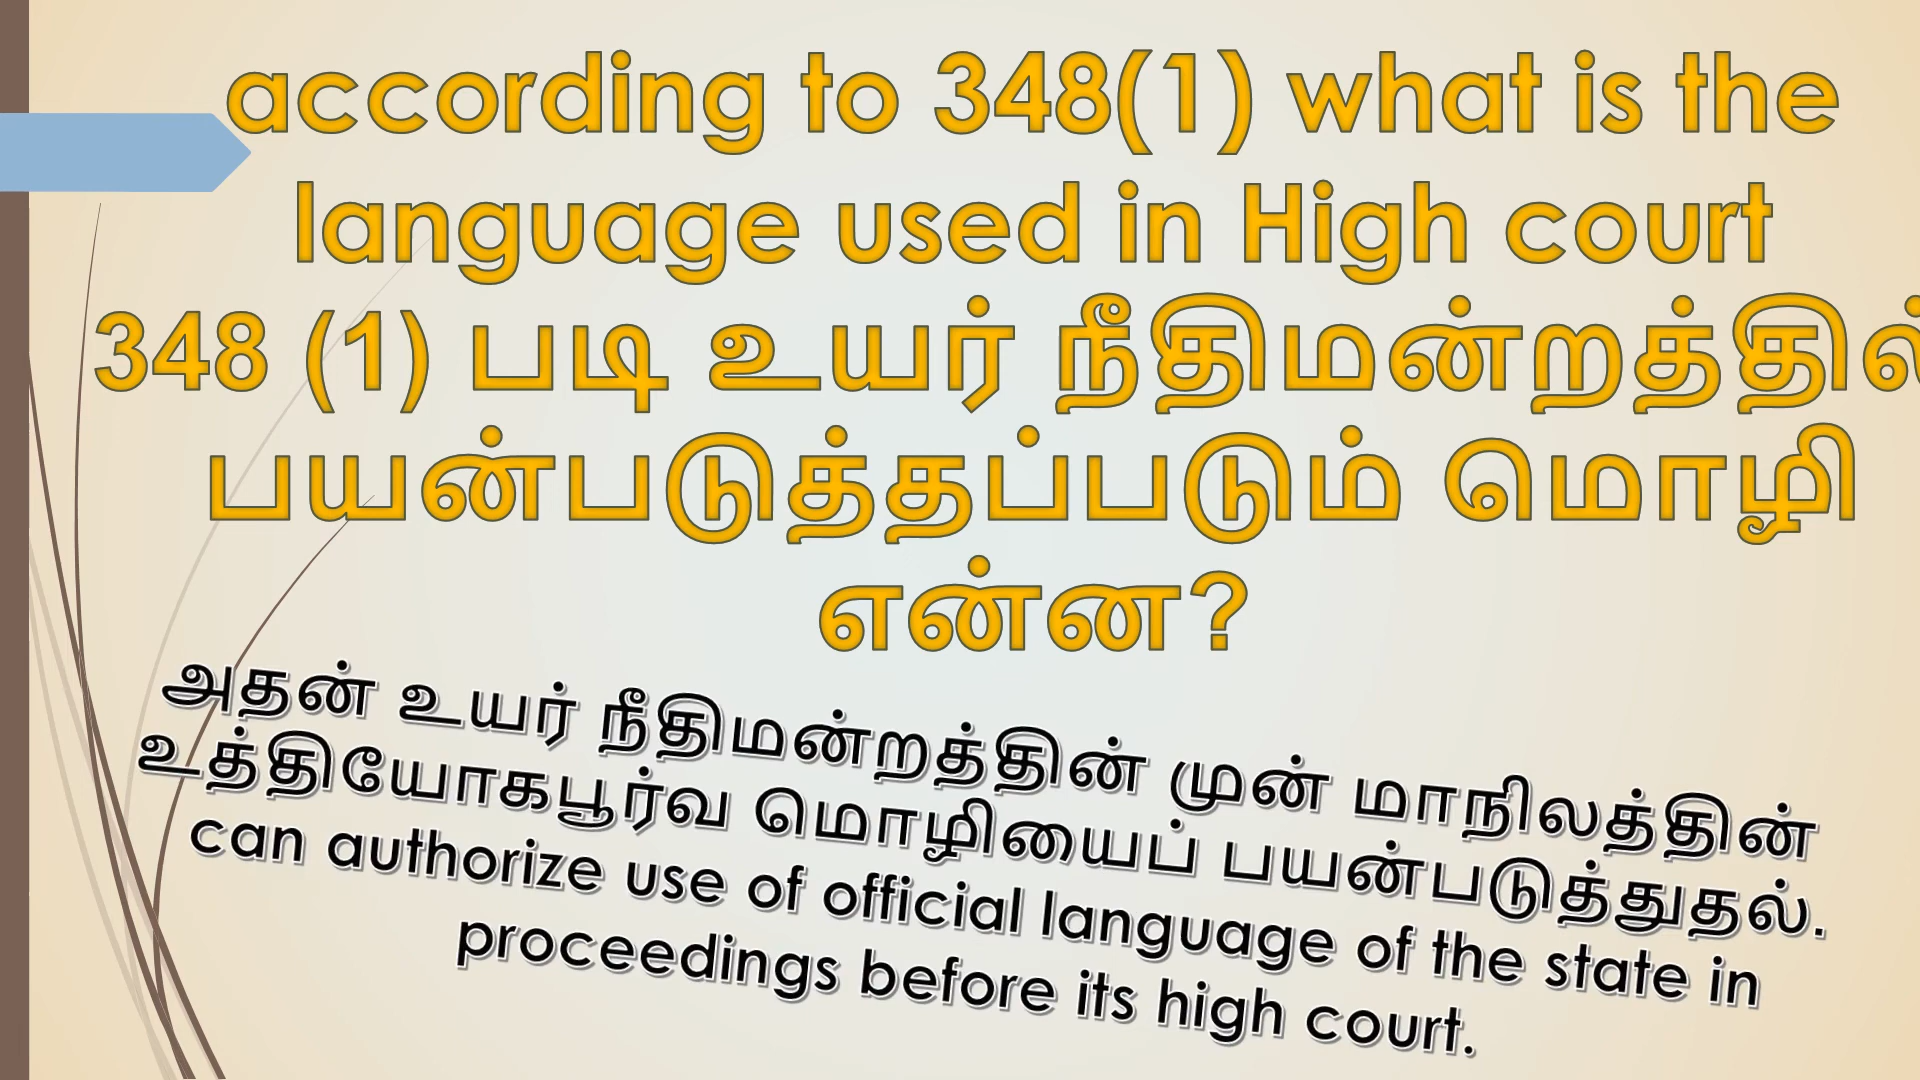 according to 348(1) what is the
language used in High court
348 (1) படி உயர் நீதிமன்றத்தில்
பயன்படுத்தப்படும் மொழி
என்ன?
அதன் உயர் நீதிமன்றத்தின் முன் மாநிலத்தின்
உத்தியோகபூர்வ மொழியைப் பயன்படுத்துதல்.
can authorize use of official language of the state in
proceedings before its high court.